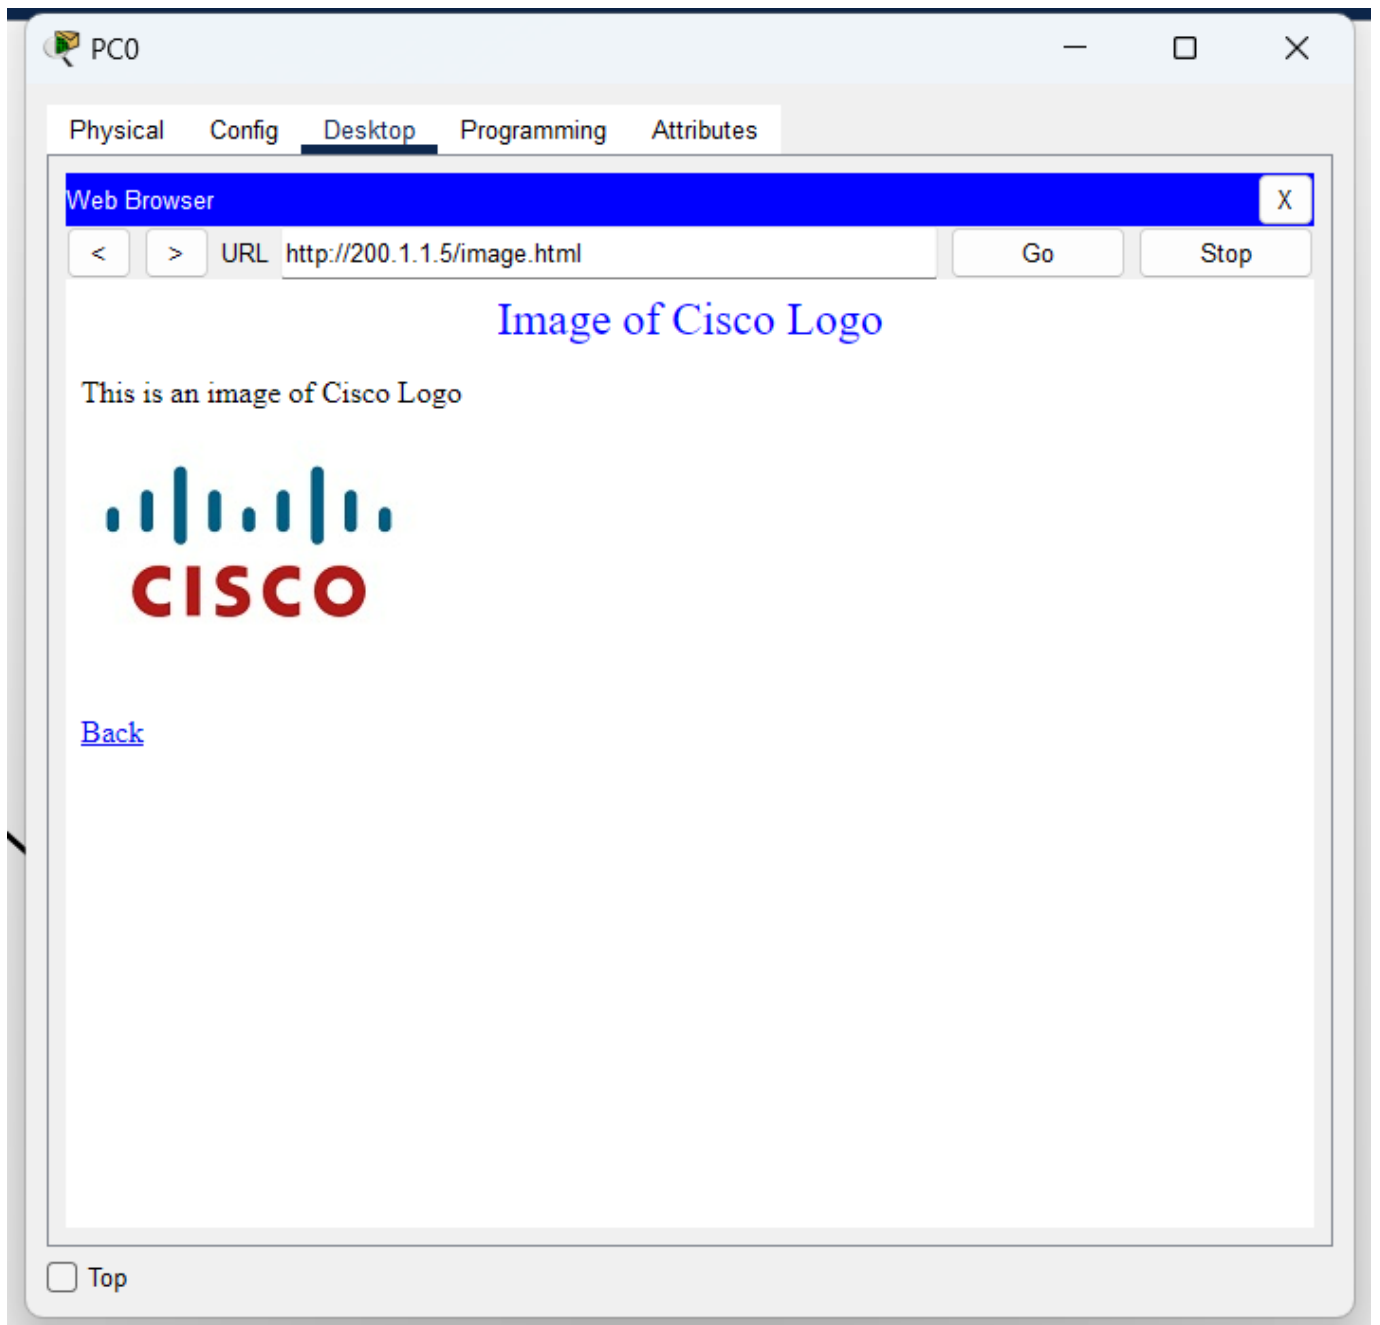 PC0
Physical Config Desktop Programming Attributes
Web Browser X
< > URL http://200.1.1.5/image.html Go Stop
Image of Cisco Logo
This is an image of Cisco Logo
CISCO
Back
Top